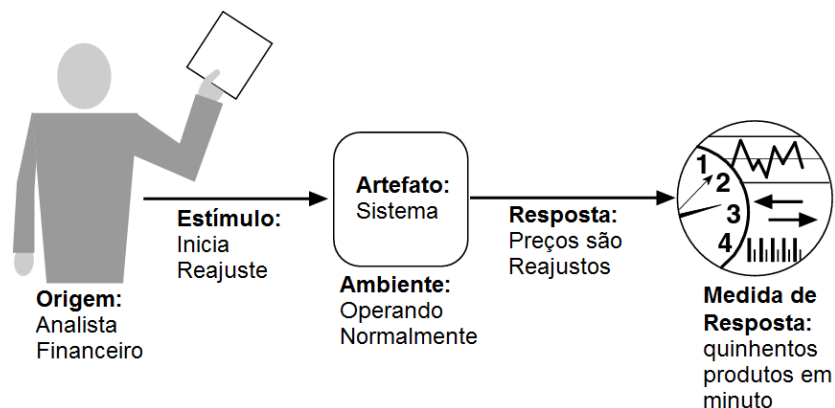 Origem:
Analista
Financeiro
Estímulo:
Inicia
Reajuste
Artefato:
Sistema
Ambiente:
Operando
Normalmente
Resposta:
Preços são
Reajustos
1
2
3
4
Medida de
Resposta:
quinhentos
produtos em
minuto